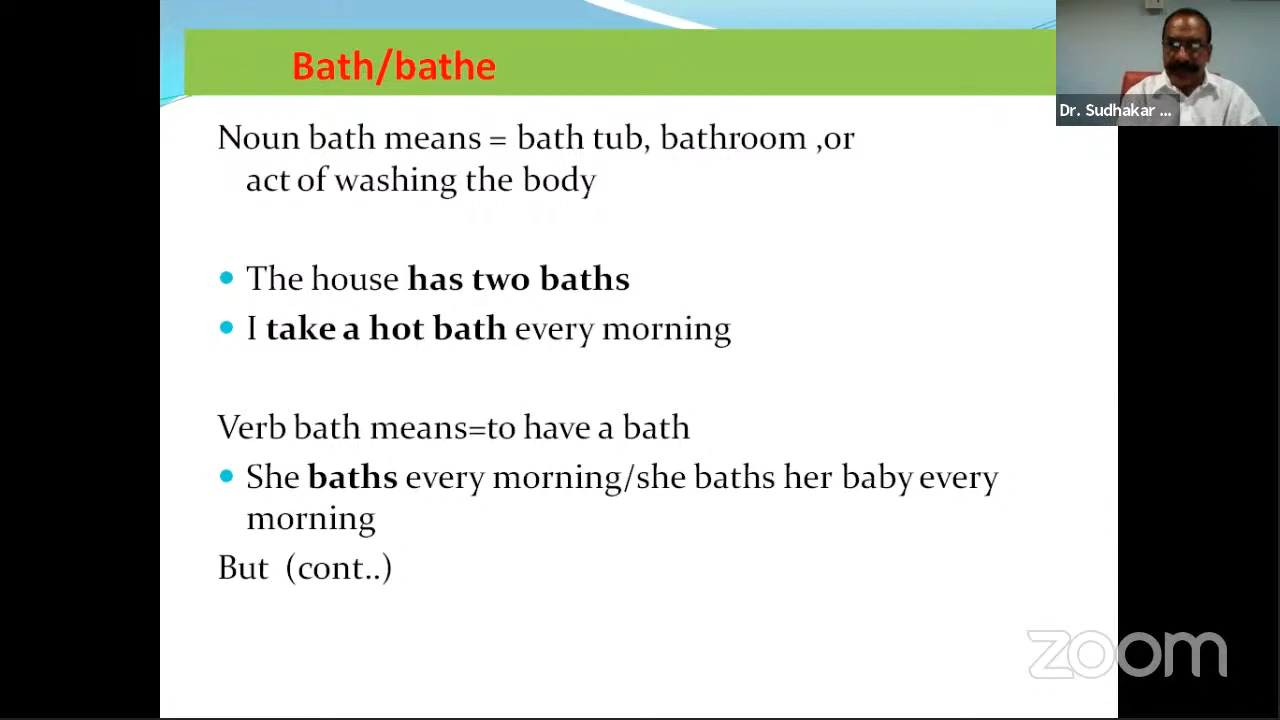 Bath/bathe
Dr. Sudhakar ...
Noun bath means = bath tub, bathroom ,or
act of washing the body
• The house has two baths
• I take a hot bath every morning
Verb bath means=to have a bath
• She baths every morning/she baths her baby every
morning
But (cont..)
zoom